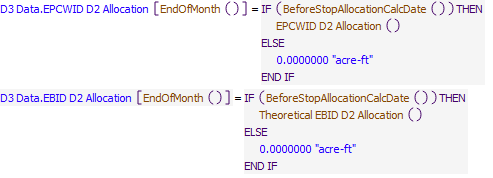 D3 Data.EPCWID D2 Allocation [EndOfMonth ()] = IF (BeforeStopAllocationCalcDate ()) THEN
EPCWID D2 Allocation ()
ELSE
0.0000000 "acre-ft"
END IF
D3 Data.EBID D2 Allocation [EndOfMonth ()] = IF (BeforeStopAllocationCalcDate ()) THEN
Theoretical EBID D2 Allocation ()
ELSE
0.0000000 "acre-ft"
END IF